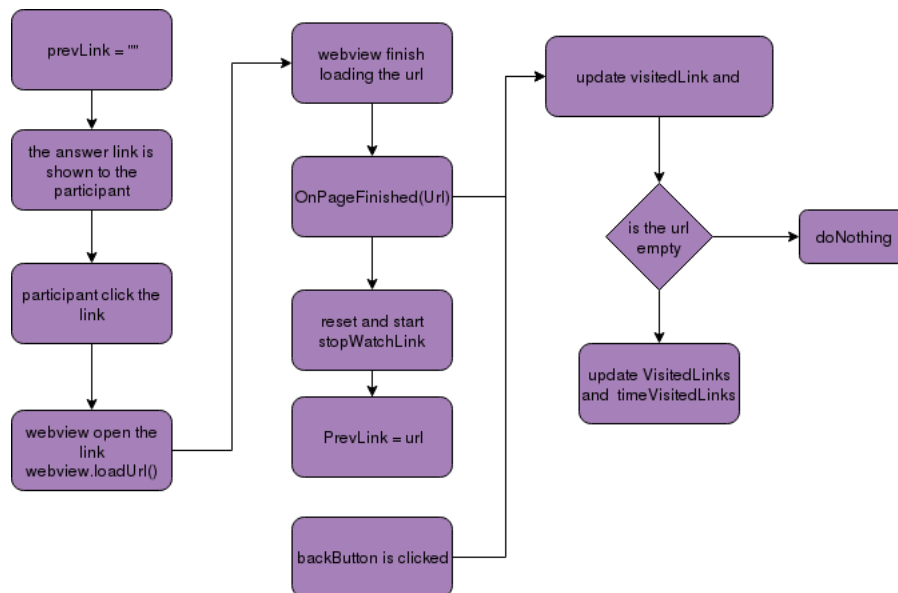 prevLink = ""
the answer link is
shown to the
participant
participant click the
link
webview open the
link
webview.loadUrl()
webview finish
loading the url
OnPageFinished(Url)
reset and start
stopWatchLink
PrevLink = url
backButton is clicked
update visitedLink and
is the url
empty
doNothing
update VisitedLinks
and timeVisitedLinks